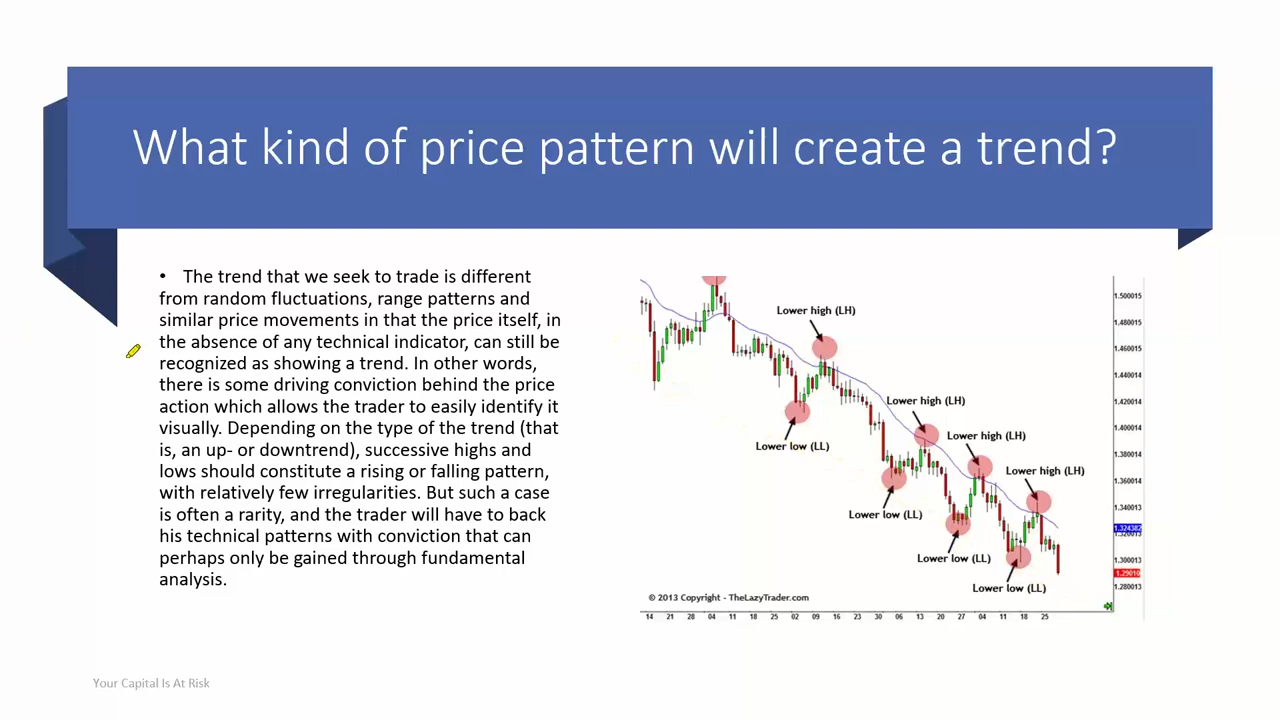 What kind of price pattern will create a trend?
• The trend that we seek to trade is different
from random fluctuations, range patterns and
similar price movements in that the price itself, in
the absence of any technical indicator, can still be
recognized as showing a trend. In other words,
there is some driving conviction behind the price
action which allows the trader to easily identify it
visually. Depending on the type of the trend (that
is, an up- or downtrend), successive highs and
lows should constitute a rising or falling pattern,
with relatively few irregularities. But such a case
is often a rarity, and the trader will have to back
his technical patterns with conviction that can
perhaps only be gained through fundamental
analysis.
Lower high (LH)
Lower high (LH)
Lower high (LH)
Lower high (LH)
Lower low (LL)
Lower low (LL)
Lower low (LL)
Lower low (LL)
1.500015
1.480015
1.460015
1.440014
1.420014
1.400014
1.380014
1.360014
1.340013
1.324382
1.300013
1.29010
1.280013
© 2013 Copyright - TheLazyTrader.com
14 21 28 04 11 18 25 02 09 16 23 30 06 13 20 27 04 11 18 25
Your Capital Is At Risk